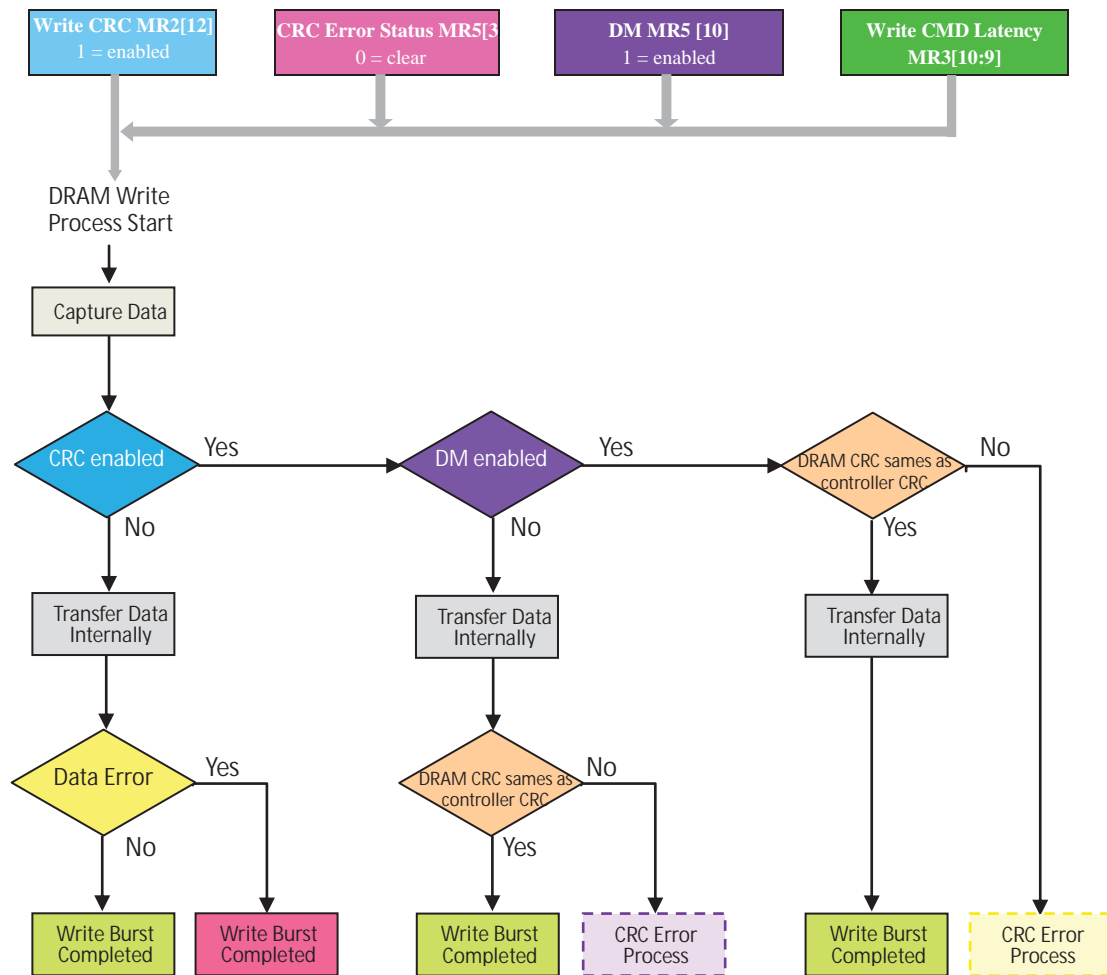 Write CRC MR2[12]
1 = enabled
CRC Error Status MR5[3
0 = clear
DM MR5 [10]
1 = enabled
Write CMD Latency
MR3[10:9]
DRAM Write
Process Start
Capture Data
CRC enabled
Yes
DM enabled
Yes
DRAM CRC sames as
controller CRC
No
No
No
Yes
Transfer Data
Internally
Transfer Data
Internally
Transfer Data
Internally
Data Error
Yes
DRAM CRC sames as
controller CRC
No
No
Yes
Write Burst
Completed
Write Burst
Completed
Write Burst
Completed
CRC Error
Process
Write Burst
Completed
CRC Error
Process